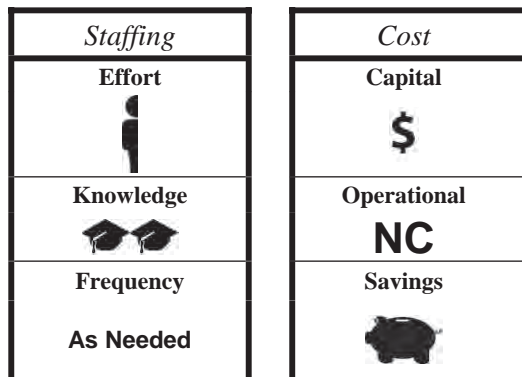 Staffing
Effort
Knowledge
Frequency
As Needed
Cost
Capital
$
Operational
NC
Savings